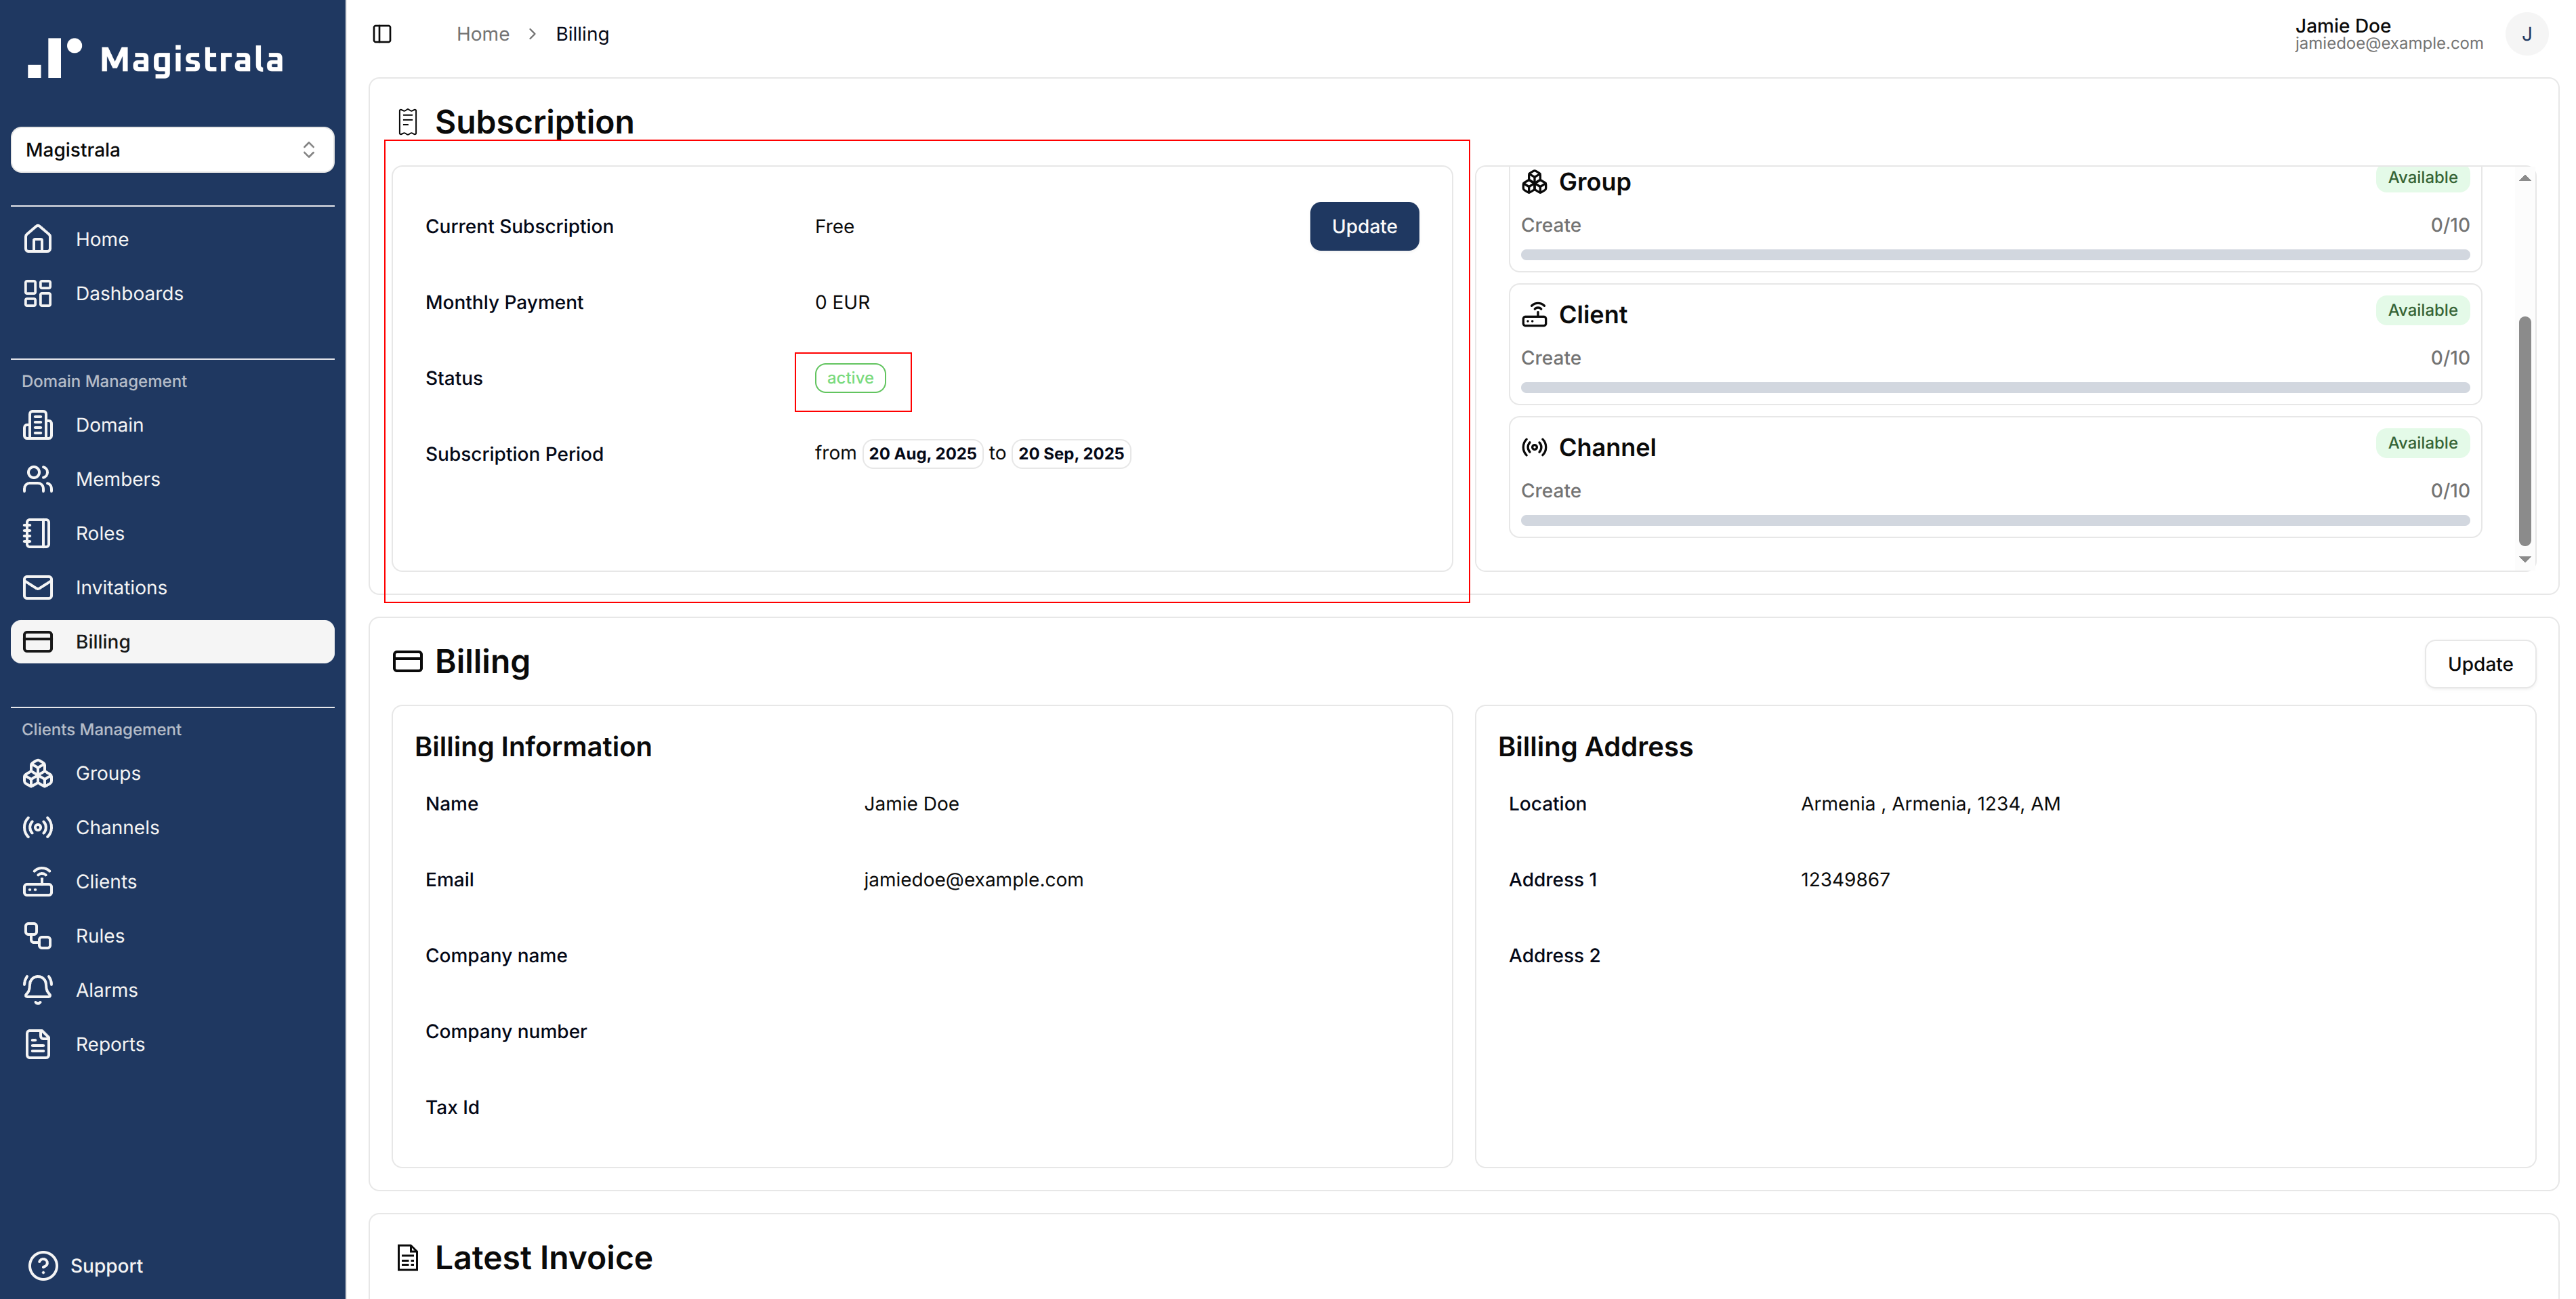 Magistrala
Magistrala
Home
Dashboards
Domain Management
Domain
Members
Roles
Invitations
Billing
Clients Management
Groups
Channels
Clients
Rules
Alarms
Reports
Support
Home > Billing
Jamie Doe
jamiedoe@example.com
J
Subscription
Current Subscription Free Update
Monthly Payment 0 EUR
Status active
Subscription Period from 20 Aug, 2025 to 20 Sep, 2025
Group Available
Create 0/10
Client Available
Create 0/10
Channel Available
Create 0/10
Billing Update
Billing Information
Name Jamie Doe
Email jamiedoe@example.com
Company name
Company number
Tax Id
Billing Address
Location Armenia , Armenia, 1234, AM
Address 1 12349867
Address 2
Latest Invoice